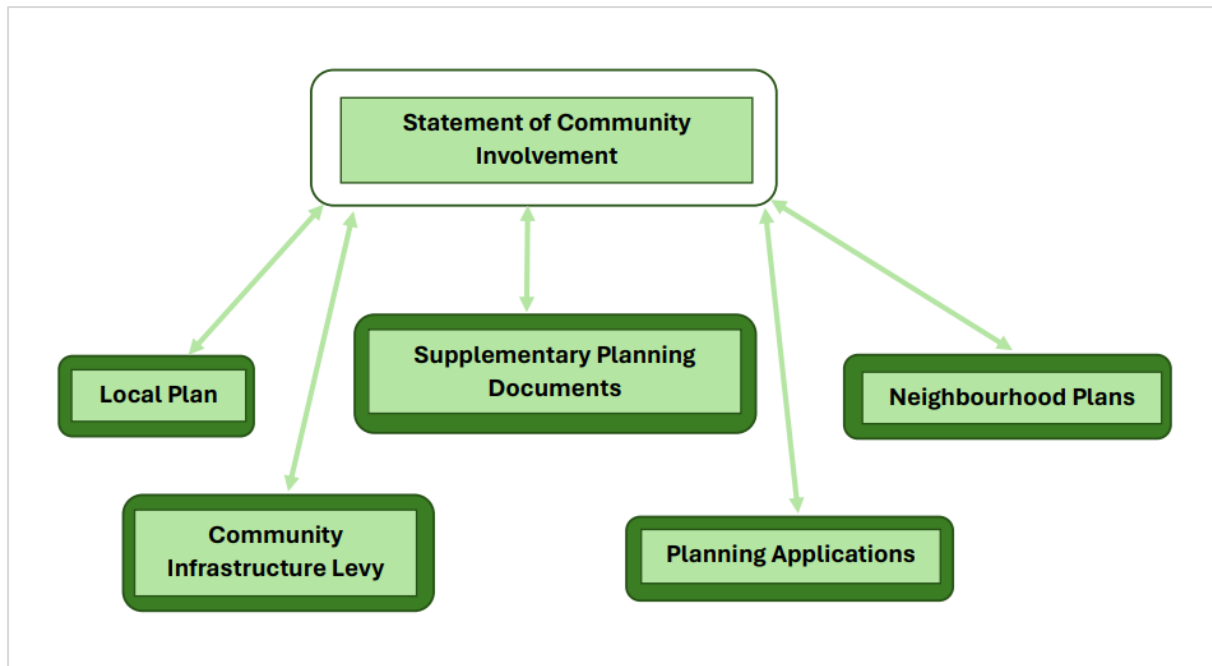 Statement of Community
Involvement
Supplementary Planning
Documents
Local Plan
Neighbourhood Plans
Community
Infrastructure Levy
Planning Applications